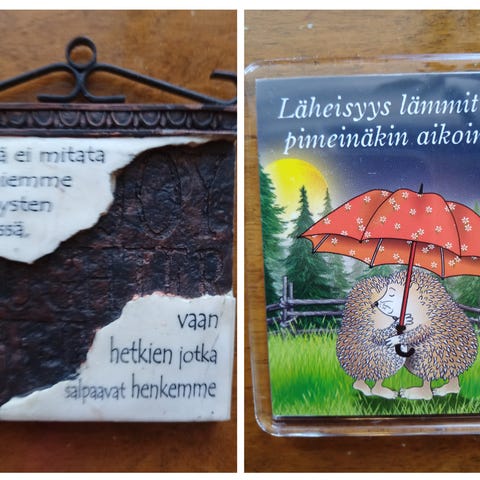 ä ei mitata
iemme
ysten
ssä,
vaan
hetkien jotka
salpaavat henkemme
Läheisyys lämmit
pimeinäkin aikoin